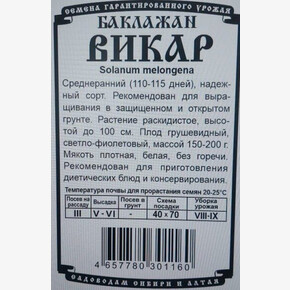 СЕМЕНА ГАРАНТИРОВАННОГО УРОЖАЯ
БАКЛАЖАН
ВИКАР
Solanum melongena
Среднеранний (110-115 дней), надеж-
ный сорт. Рекомендован для вы-
ращивания в защищенном и открытом
грунте. Растение раскидистое, высо-
той до 100 см. Плод грушевидный,
светло-фиолетовый, массой 150-200 г.
Мякоть плотная, белая, без горечи.
Рекомендован для приготовления
диетических блюд и консервирования.
Температура почвы для прорастания семян 20-25°С
Посев на рассаду Высадка Посев в грунт Схема посадки Уборка урожая
III V - VI - 40 x 70 VIII-IX
4 657780 301160
САДОВОДАМ СИБИРИ И АЛТАЯ